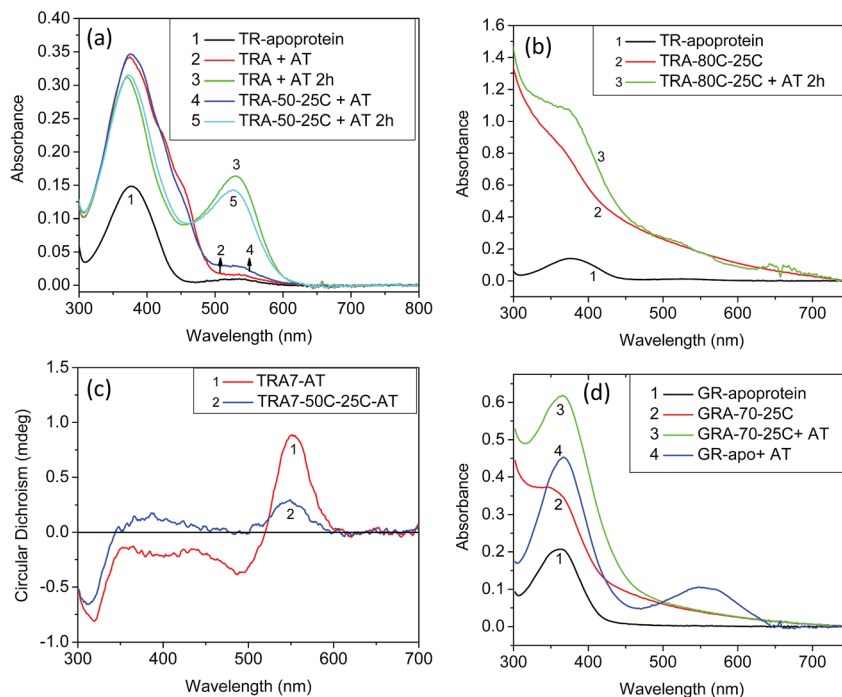 (a)
1 TR-apoprotein
2 TRA + AT
3 TRA + AT 2h
4 TRA-50-25C + AT
5 TRA-50-25C + AT 2h
0.40
0.35
0.30
0.25
0.20
0.15
0.10
0.05
0.00
Absorbance
1
2
4
3
5
300 400 500 600 700 800
Wavelength (nm)
(b)
1 TR-apoprotein
2 TRA-80C-25C
3 TRA-80C-25C + AT 2h
1.6
1.4
1.2
1.0
0.8
0.6
0.4
0.2
0.0
Absorbance
3
2
1
300 400 500 600 700
Wavelength (nm)
(c)
1 TRA7-AT
2 TRA7-50C-25C-AT
1.5
1.0
0.5
0.0
-0.5
-1.0
Circular Dichroism (mdeg)
1
2
300 400 500 600 700
Wavelength (nm)
(d)
1 GR-apoprotein
2 GRA-70-25C
3 GRA-70-25C+ AT
4 GR-apo+ AT
0.6
0.5
0.4
0.3
0.2
0.1
0.0
Absorbance
3
4
2
1
300 400 500 600 700
Wavelength (nm)